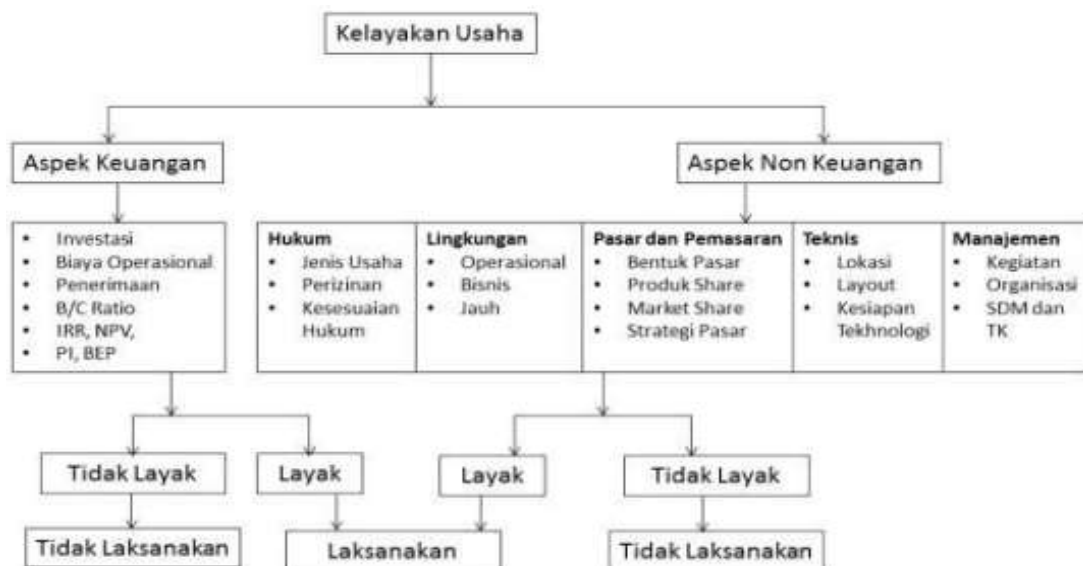 Kelayakan Usaha
Aspek Keuangan
Aspek Non Keuangan
• Investasi
• Biaya Operasional
• Penerimaan
• B/C Ratio
• IRR, NPV,
• PI, BEP
Hukum
• Jenis Usaha
• Perizinan
• Kesesuaian
Hukum
Lingkungan
• Operasional
• Bisnis
• Jauh
Pasar dan Pemasaran
• Bentuk Pasar
• Produk Share
• Market Share
• Strategi Pasar
Teknis
• Lokasi
• Layout
• Kesiapan
Tekhnologi
Manajemen
• Kegiatan
• Organisasi
• SDM dan
TK
Tidak Layak
Layak
Layak
Tidak Layak
Tidak Laksanakan
Laksanakan
Tidak Laksanakan